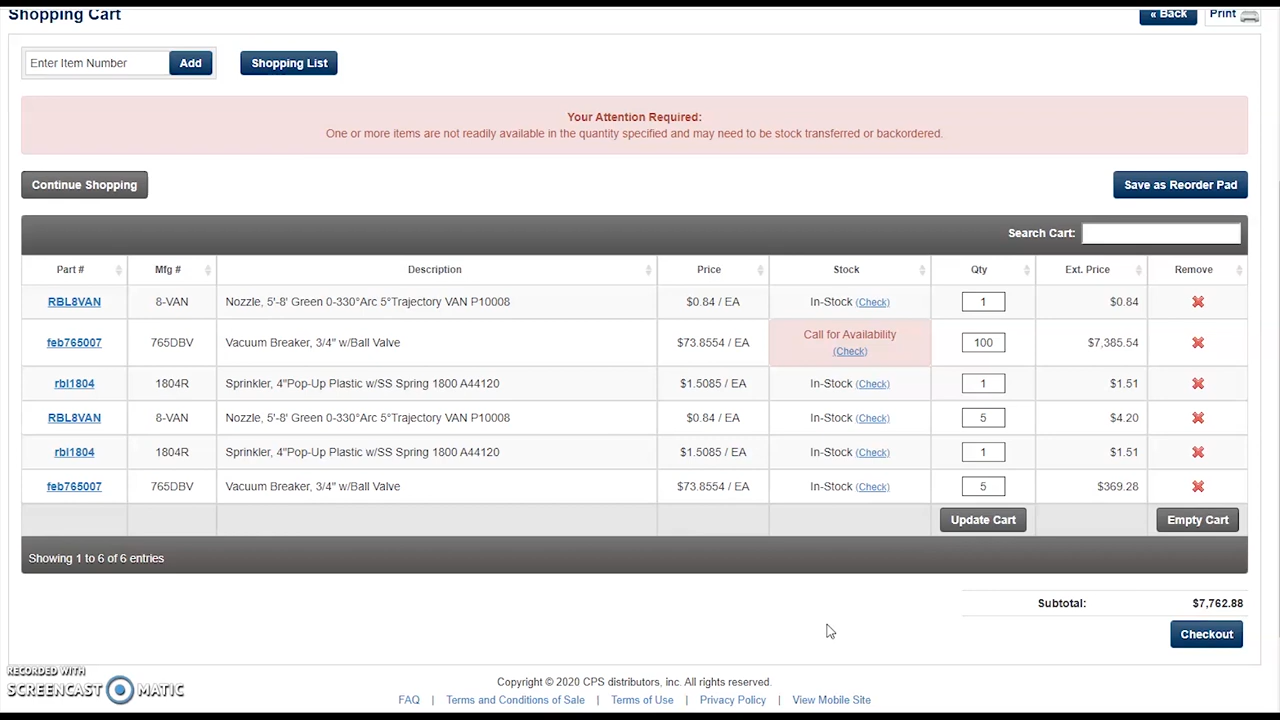 Shopping Cart
« Back
Print
Enter Item Number
Add
Shopping List
Your Attention Required:
One or more items are not readily available in the quantity specified and may need to be stock transferred or backordered.
Continue Shopping
Save as Reorder Pad
Search Cart:
Part # Mfg # Description Price Stock Qty Ext. Price Remove
RBL8VAN 8-VAN Nozzle, 5'-8' Green 0-330°Arc 5°Trajectory VAN P10008 $0.84 / EA In-Stock (Check) 1 $0.84
feb765007 765DBV Vacuum Breaker, 3/4" w/Ball Valve $73.8554 / EA Call for Availability (Check) 100 $7,385.54
rbl1804 1804R Sprinkler, 4"Pop-Up Plastic w/SS Spring 1800 A44120 $1.5085 / EA In-Stock (Check) 1 $1.51
RBL8VAN 8-VAN Nozzle, 5'-8' Green 0-330°Arc 5°Trajectory VAN P10008 $0.84 / EA In-Stock (Check) 5 $4.20
rbl1804 1804R Sprinkler, 4"Pop-Up Plastic w/SS Spring 1800 A44120 $1.5085 / EA In-Stock (Check) 1 $1.51
feb765007 765DBV Vacuum Breaker, 3/4" w/Ball Valve $73.8554 / EA In-Stock (Check) 5 $369.28
Update Cart
Empty Cart
Showing 1 to 6 of 6 entries
Subtotal: $7,762.88
Checkout
RECORDED WITH
SCREENCAST MATIC
Copyright © 2020 CPS distributors, inc. All rights reserved.
FAQ | Terms and Conditions of Sale | Terms of Use | Privacy Policy | View Mobile Site